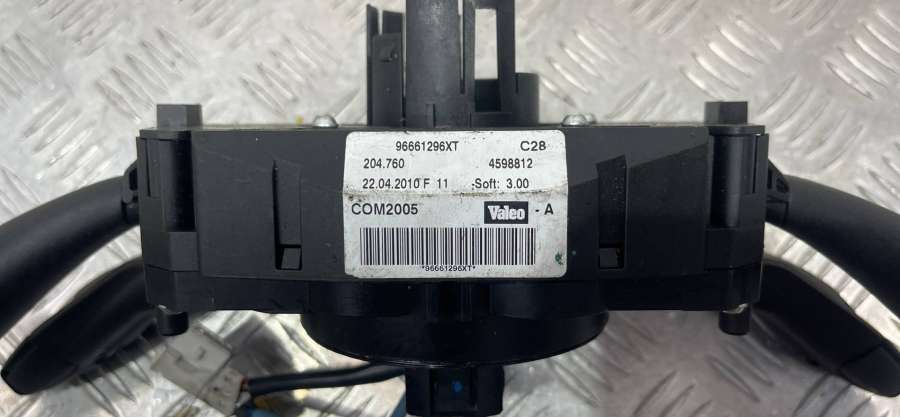 96661296XT C28
204.760 4598812
22.04.2010 F 11 -Soft: 3.00
COM2005 Valeo - A
*96661296XT*